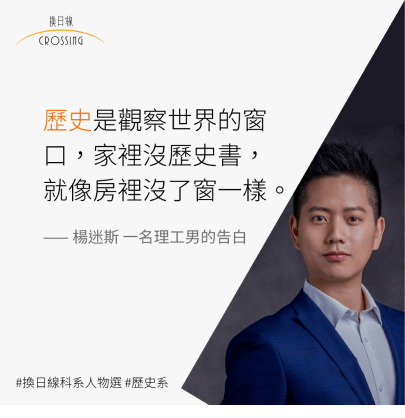 換日線
CROSSING
歷史是觀察世界的窗
口，家裡沒歷史書，
就像房裡沒了窗一樣。
—— 楊迷斯 一名理工男的告白
#換日線科系人物選 #歷史系